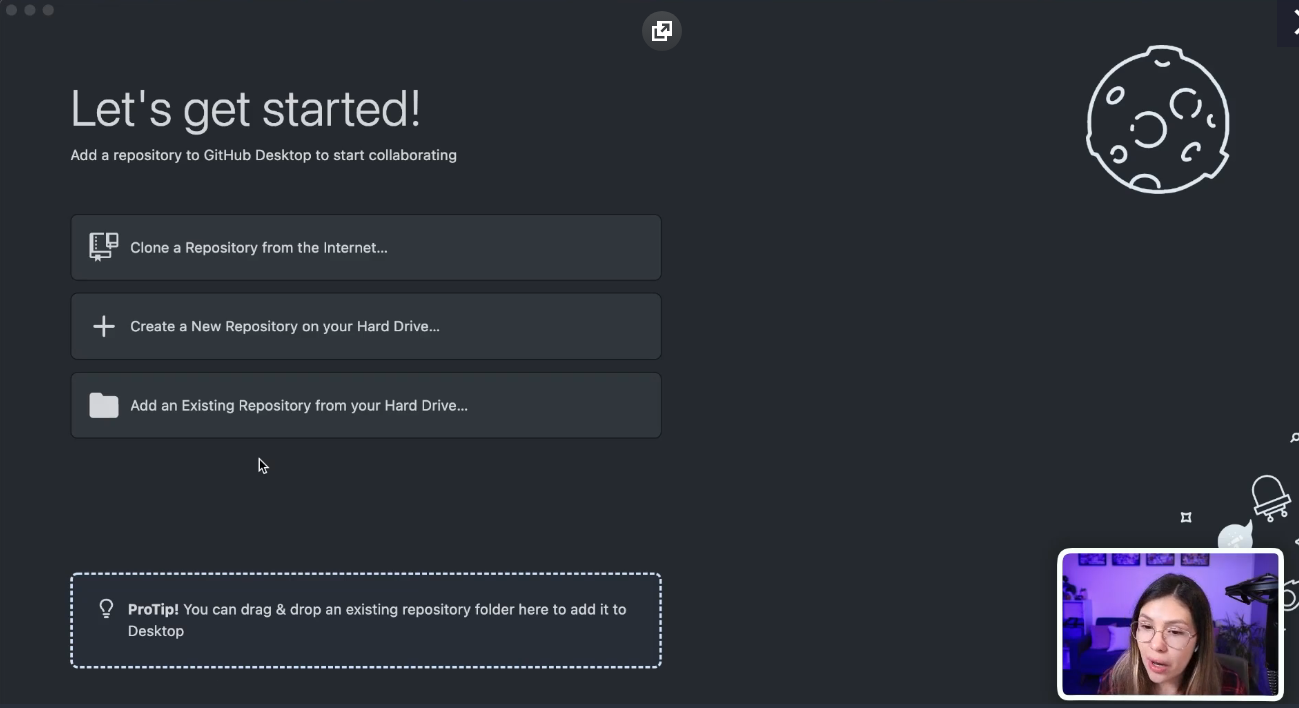 Let's get started!
Add a repository to GitHub Desktop to start collaborating
Clone a Repository from the Internet...
Create a New Repository on your Hard Drive...
Add an Existing Repository from your Hard Drive...
ProTip! You can drag & drop an existing repository folder here to add it to
Desktop